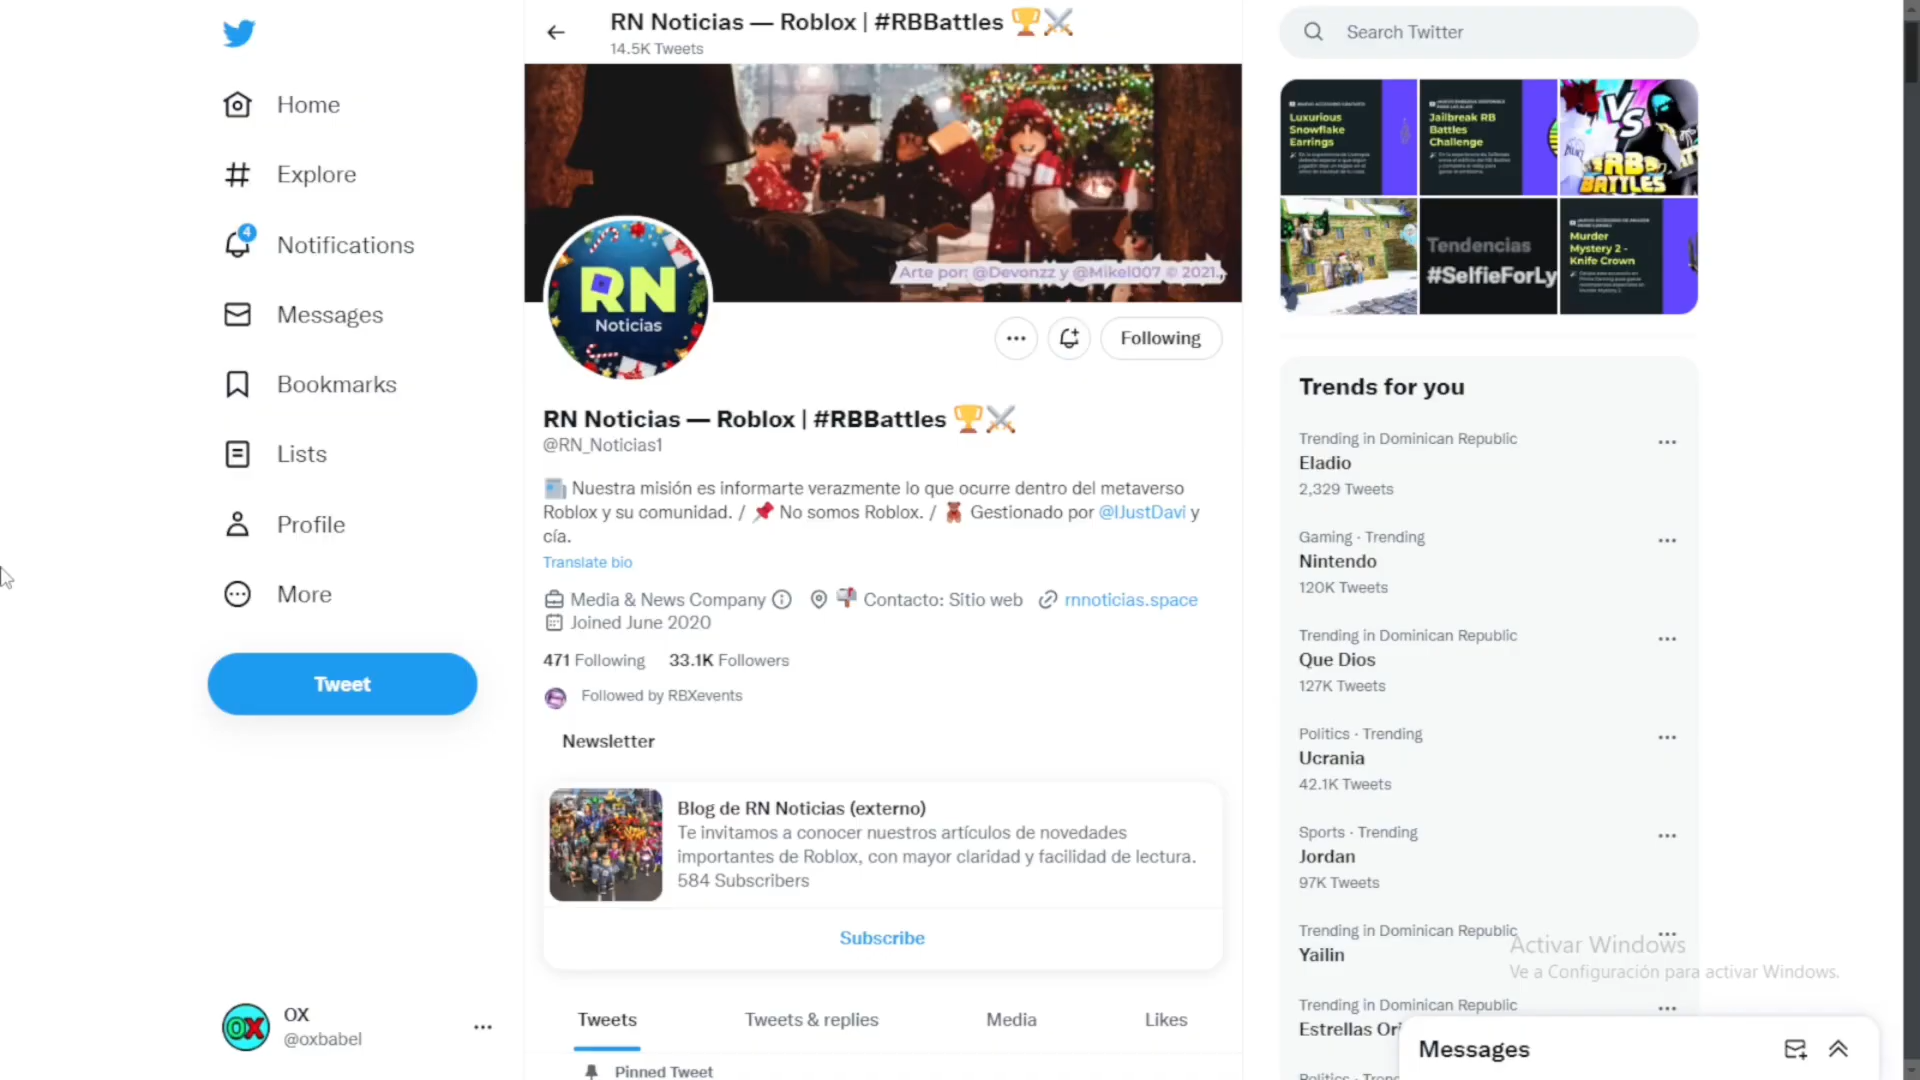 RN Noticias — Roblox | #RBBattles 🏆⚔️
14.5K Tweets
Home
Explore
4
Notifications
Messages
Bookmarks
Lists
Profile
More
Tweet
OX
@oxbabel
Arte por: @Devonzz y @Mikel007 © 2021.
RN
Noticias
Following
RN Noticias — Roblox | #RBBattles 🏆⚔️
@RN_Noticias1
📰 Nuestra misión es informarte verazmente lo que ocurre dentro del metaverso
Roblox y su comunidad. / 📌 No somos Roblox. / 🧸 Gestionado por @IJustDavi y
cía.
Translate bio
Media & News Company
📬 Contacto: Sitio web
rnnoticias.space
Joined June 2020
471 Following
33.1K Followers
Followed by RBXevents
Newsletter
Blog de RN Noticias (externo)
Te invitamos a conocer nuestros artículos de novedades
importantes de Roblox, con mayor claridad y facilidad de lectura.
584 Subscribers
Subscribe
Tweets
Tweets & replies
Media
Likes
Pinned Tweet
Search Twitter
Luxurious
Snowflake
Earrings
Jailbreak RB
Battles
Challenge
VS
RB
BATTLES
Tendencias
#SelfieForLy
Murder
Mystery 2 -
Knife Crown
Trends for you
Trending in Dominican Republic
Eladio
2,329 Tweets
Gaming · Trending
Nintendo
120K Tweets
Trending in Dominican Republic
Que Dios
127K Tweets
Politics · Trending
Ucrania
42.1K Tweets
Sports · Trending
Jordan
97K Tweets
Trending in Dominican Republic
Yailin
Activar Windows
Ve a Configuración para activar Windows.
Trending in Dominican Republic
Estrellas Ori
Messages